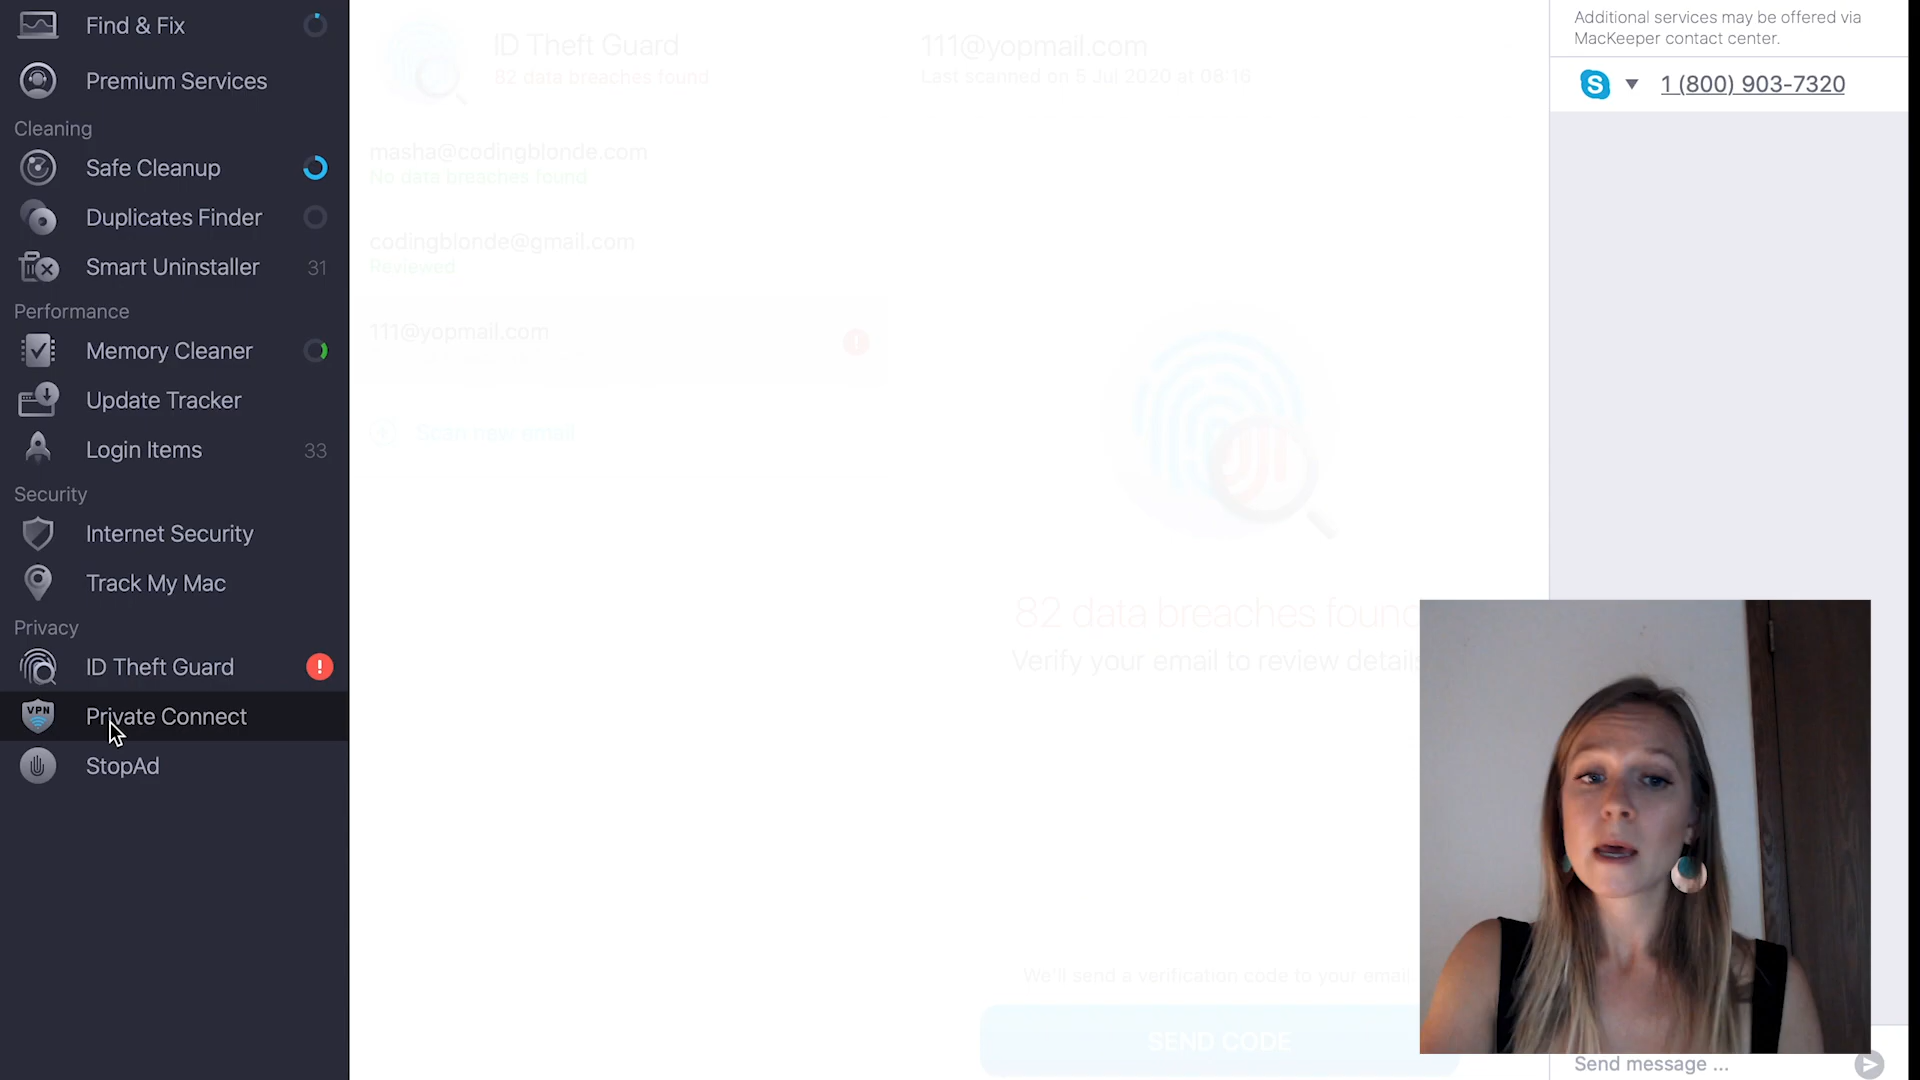 Find & Fix
Premium Services
Cleaning
Safe Cleanup
Duplicates Finder
Smart Uninstaller 31
Performance
Memory Cleaner
Update Tracker
Login Items 33
Security
Internet Security
Track My Mac
Privacy
ID Theft Guard
VPN Private Connect
StopAd
ID Theft Guard
82 data breaches found
masha@codingblonde.com
No data breaches found
codingblonde@gmail.com
Reviewed
111@yopmail.com
Scan new email
111@yopmail.com
Last scanned on 5 Jul 2020 at 08:16
82 data breaches found
Verify your email to review details
We'll send a verification code to your email
SEND CODE
Additional services may be offered via
MacKeeper contact center.
1 (800) 903-7320
Send message ...